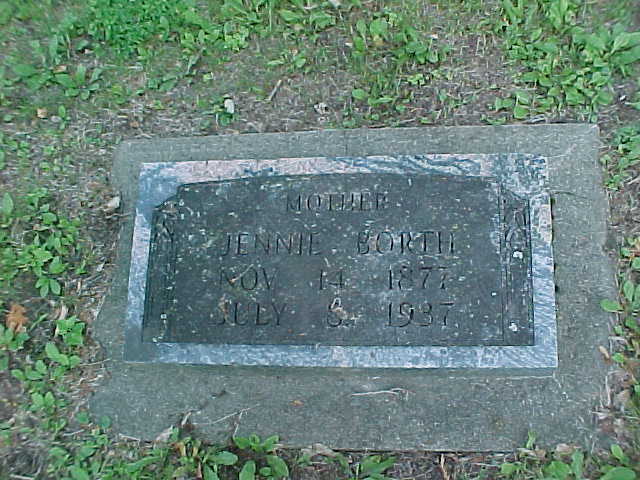 MOTHER
JENNIE BORTH
NOV 14 1877
JULY 8 1937